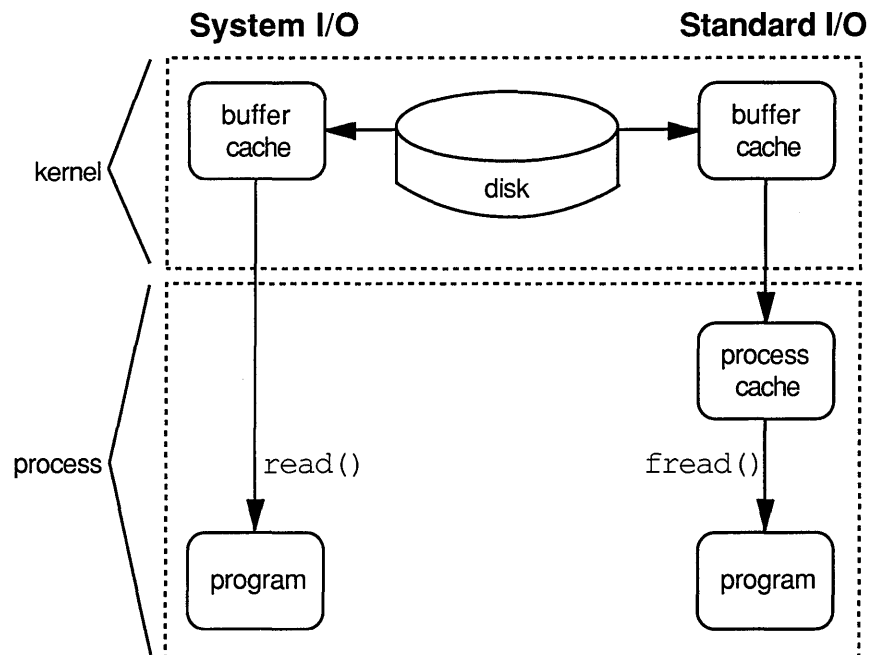 System I/O
Standard I/O
buffer
cache
disk
buffer
cache
kernel
process
cache
process
read()
fread()
program
program